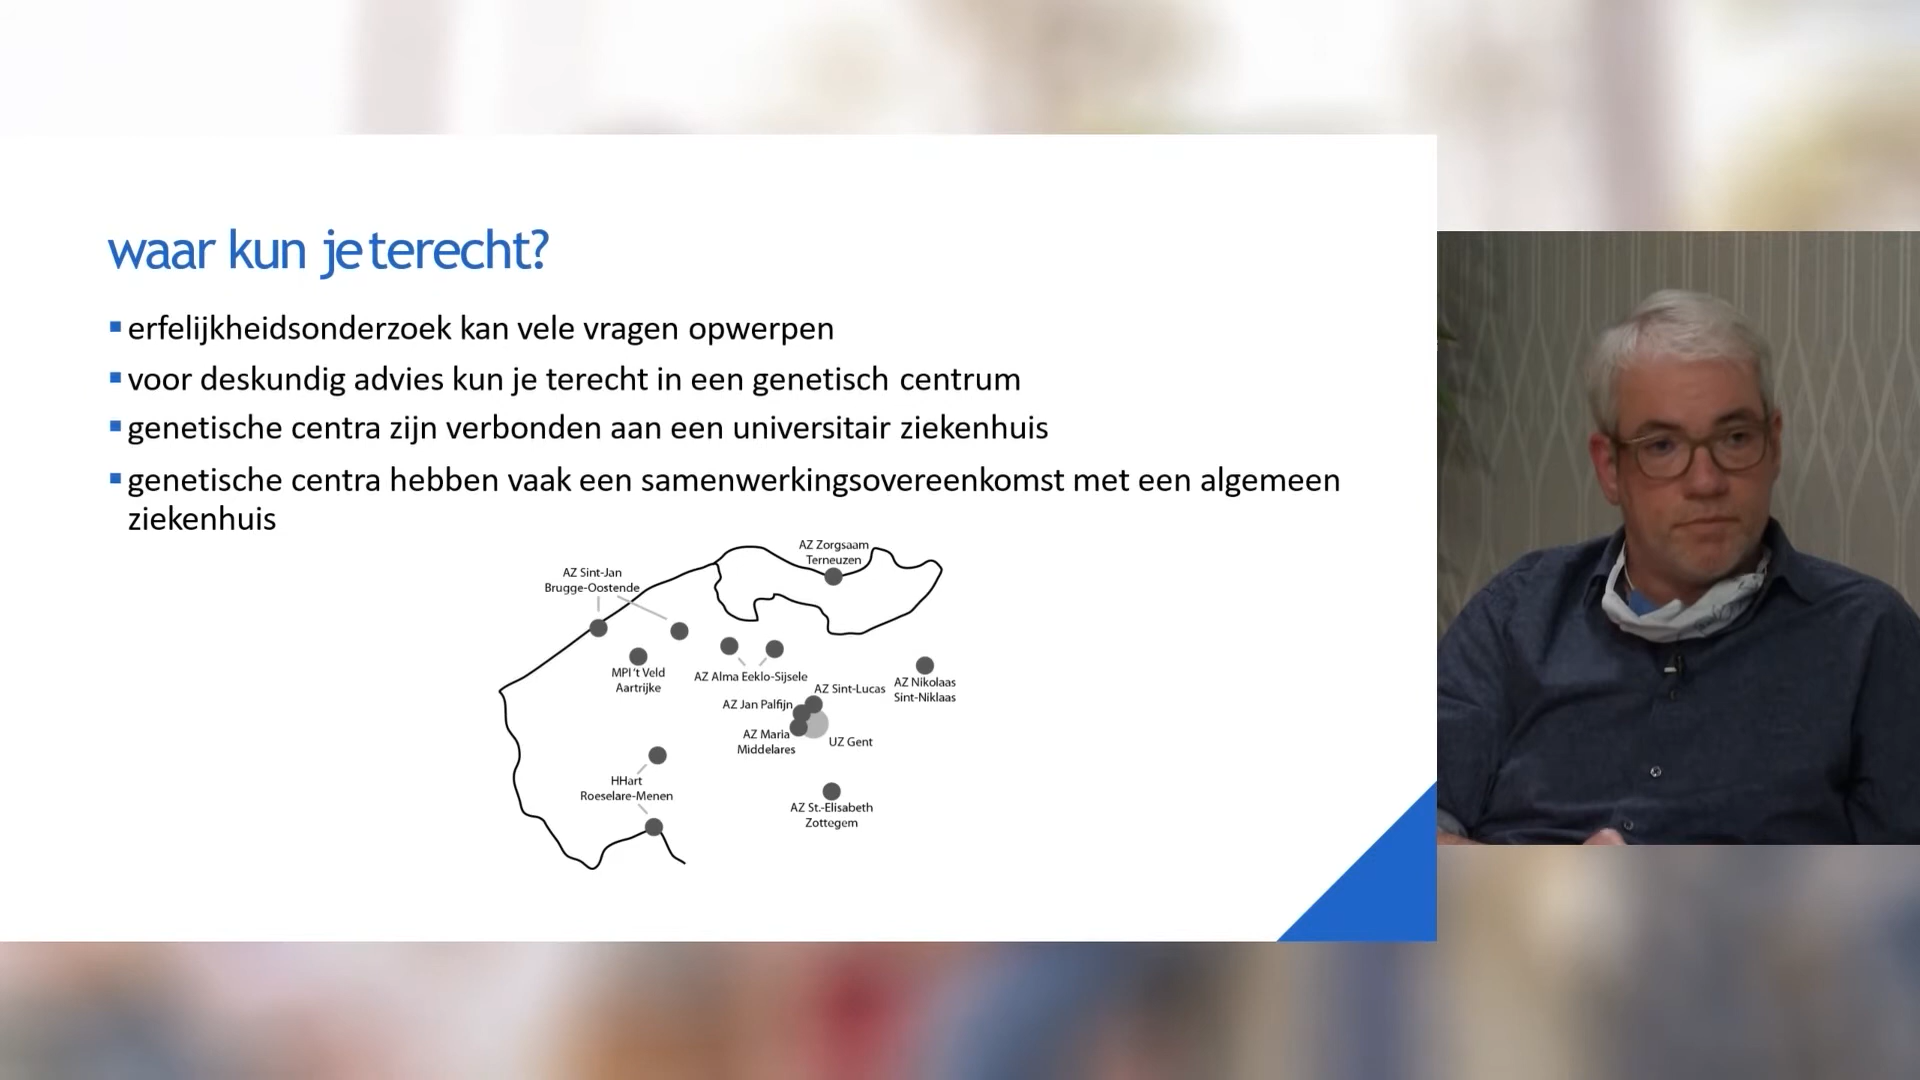 waar kun je terecht?
erfelijkheidsonderzoek kan vele vragen opwerpen
voor deskundig advies kun je terecht in een genetisch centrum
genetische centra zijn verbonden aan een universitair ziekenhuis
genetische centra hebben vaak een samenwerkingsovereenkomst met een algemeen
ziekenhuis
AZ Zorgsaam
Terneuzen
AZ Sint-Jan
Brugge-Oostende
MPI 't Veld
Aartrijke
AZ Alma Eeklo-Sijsele
AZ Nikolaas
Sint-Niklaas
AZ Sint-Lucas
AZ Jan Palfijn
AZ Maria
Middelares
UZ Gent
HHart
Roeselare-Menen
AZ St.-Elisabeth
Zottegem